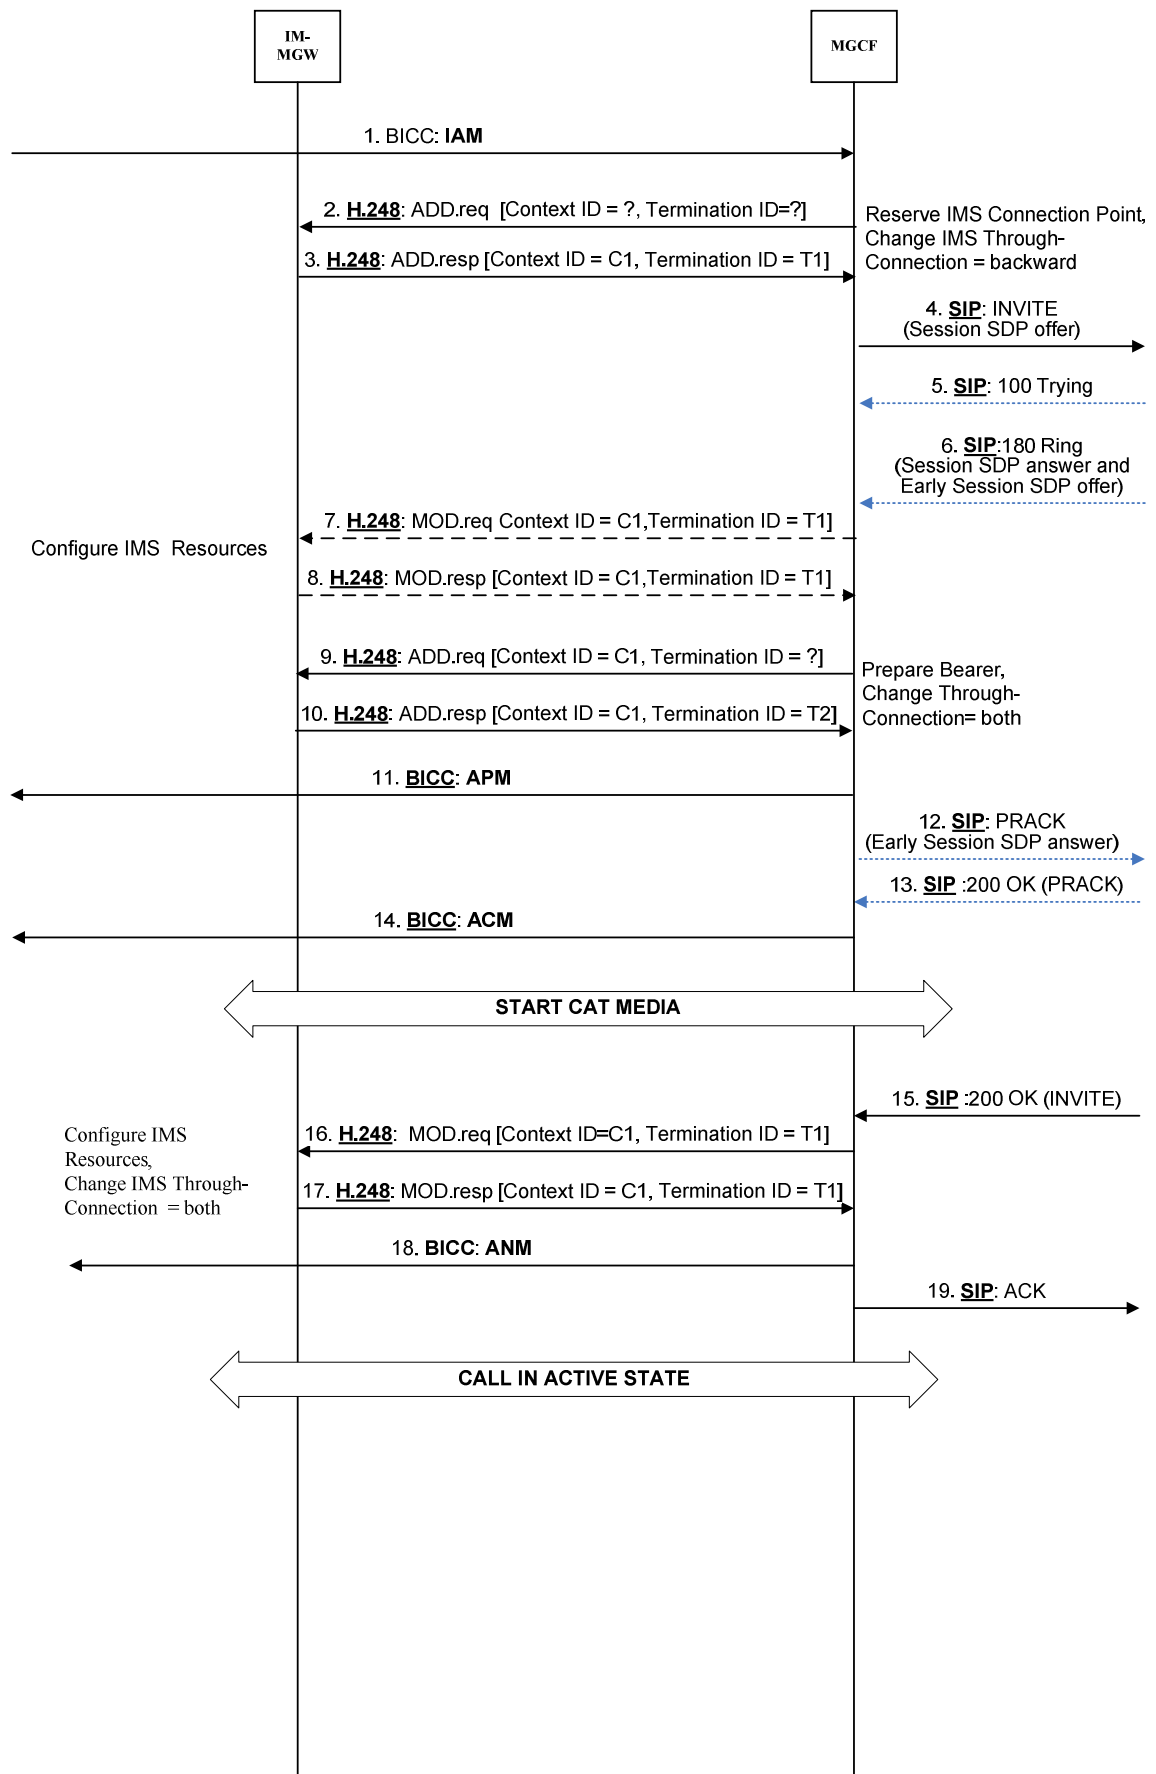 IM-
MGW
MGCF
1. BICC: IAM
2. H.248: ADD.req [Context ID = ?, Termination ID=?]
Reserve IMS Connection Point,
Change IMS Through-
Connection = backward
3. H.248: ADD.resp [Context ID = C1, Termination ID = T1]
4. SIP: INVITE
(Session SDP offer)
5. SIP: 100 Trying
6. SIP:180 Ring
(Session SDP answer and
Early Session SDP offer)
7. H.248: MOD.req Context ID = C1,Termination ID = T1]
Configure IMS Resources
8. H.248: MOD.resp [Context ID = C1,Termination ID = T1]
9. H.248: ADD.req [Context ID = C1, Termination ID = ?]
Prepare Bearer,
Change Through-
Connection= both
10. H.248: ADD.resp [Context ID = C1, Termination ID = T2]
11. BICC: APM
12. SIP: PRACK
(Early Session SDP answer)
13. SIP :200 OK (PRACK)
14. BICC: ACM
START CAT MEDIA
15. SIP :200 OK (INVITE)
Configure IMS
Resources,
Change IMS Through-
Connection = both
16. H.248: MOD.req [Context ID=C1, Termination ID = T1]
17. H.248: MOD.resp [Context ID = C1, Termination ID = T1]
18. BICC: ANM
19. SIP: ACK
CALL IN ACTIVE STATE